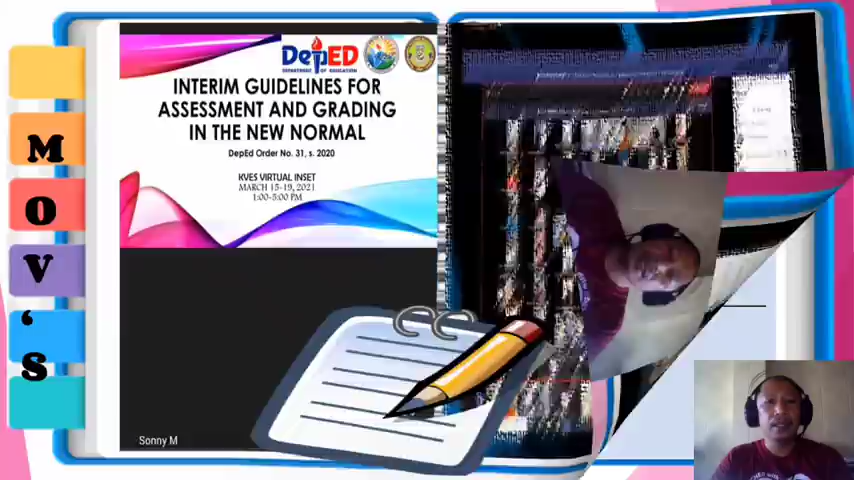 M
O
V
‘
S
DepED
DEPARTMENT OF EDUCATION
INTERIM GUIDELINES FOR
ASSESSMENT AND GRADING
IN THE NEW NORMAL
DepEd Order No. 31, s. 2020
KVES VIRTUAL INSET
MARCH 15-19, 2021
1:00-5:00 PM
Sonny M